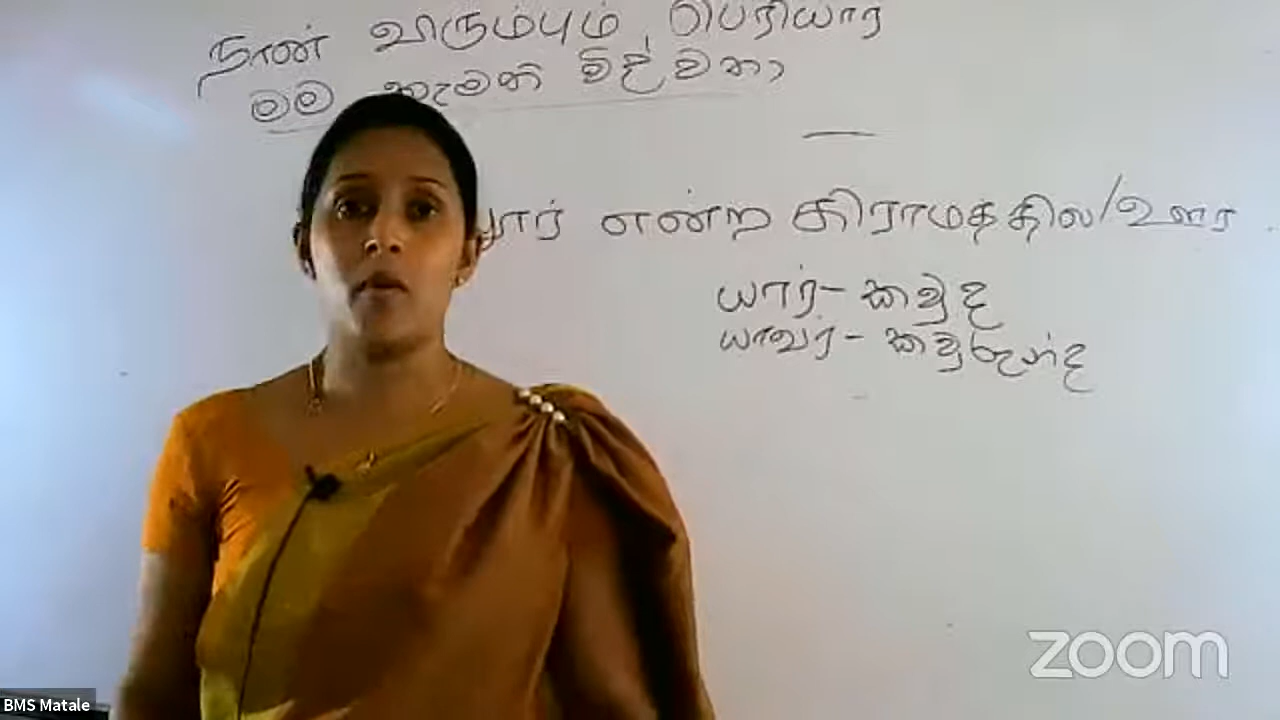 நான் விரும்பும் பெரியார்
මම කැමති විද්වතා
யார் என்ற கிராமத்தில்/ஊர்
யார் – කවුද
யாவர் – කවුරුන්ද
zoom
BMS Matale